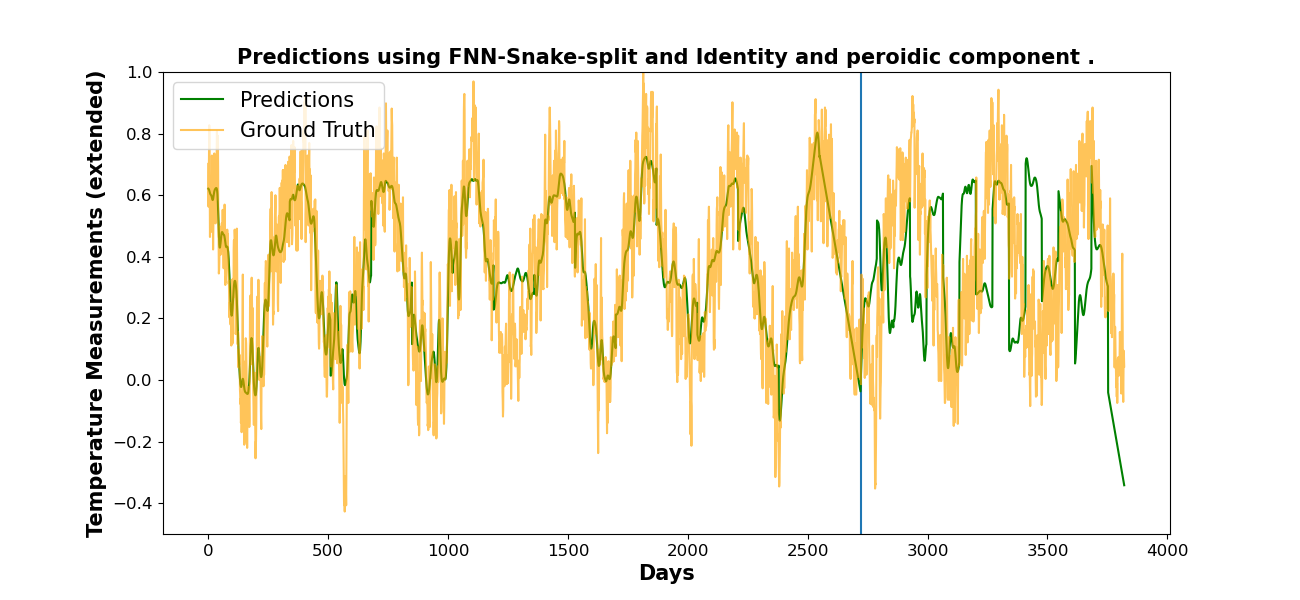 Predictions using FNN-Snake-split and Identity and peroidic component .
Temperature Measurements (extended)
1.0
0.8
0.6
0.4
0.2
0.0
−0.2
−0.4
Predictions
Ground Truth
0 500 1000 1500 2000 2500 3000 3500 4000
Days